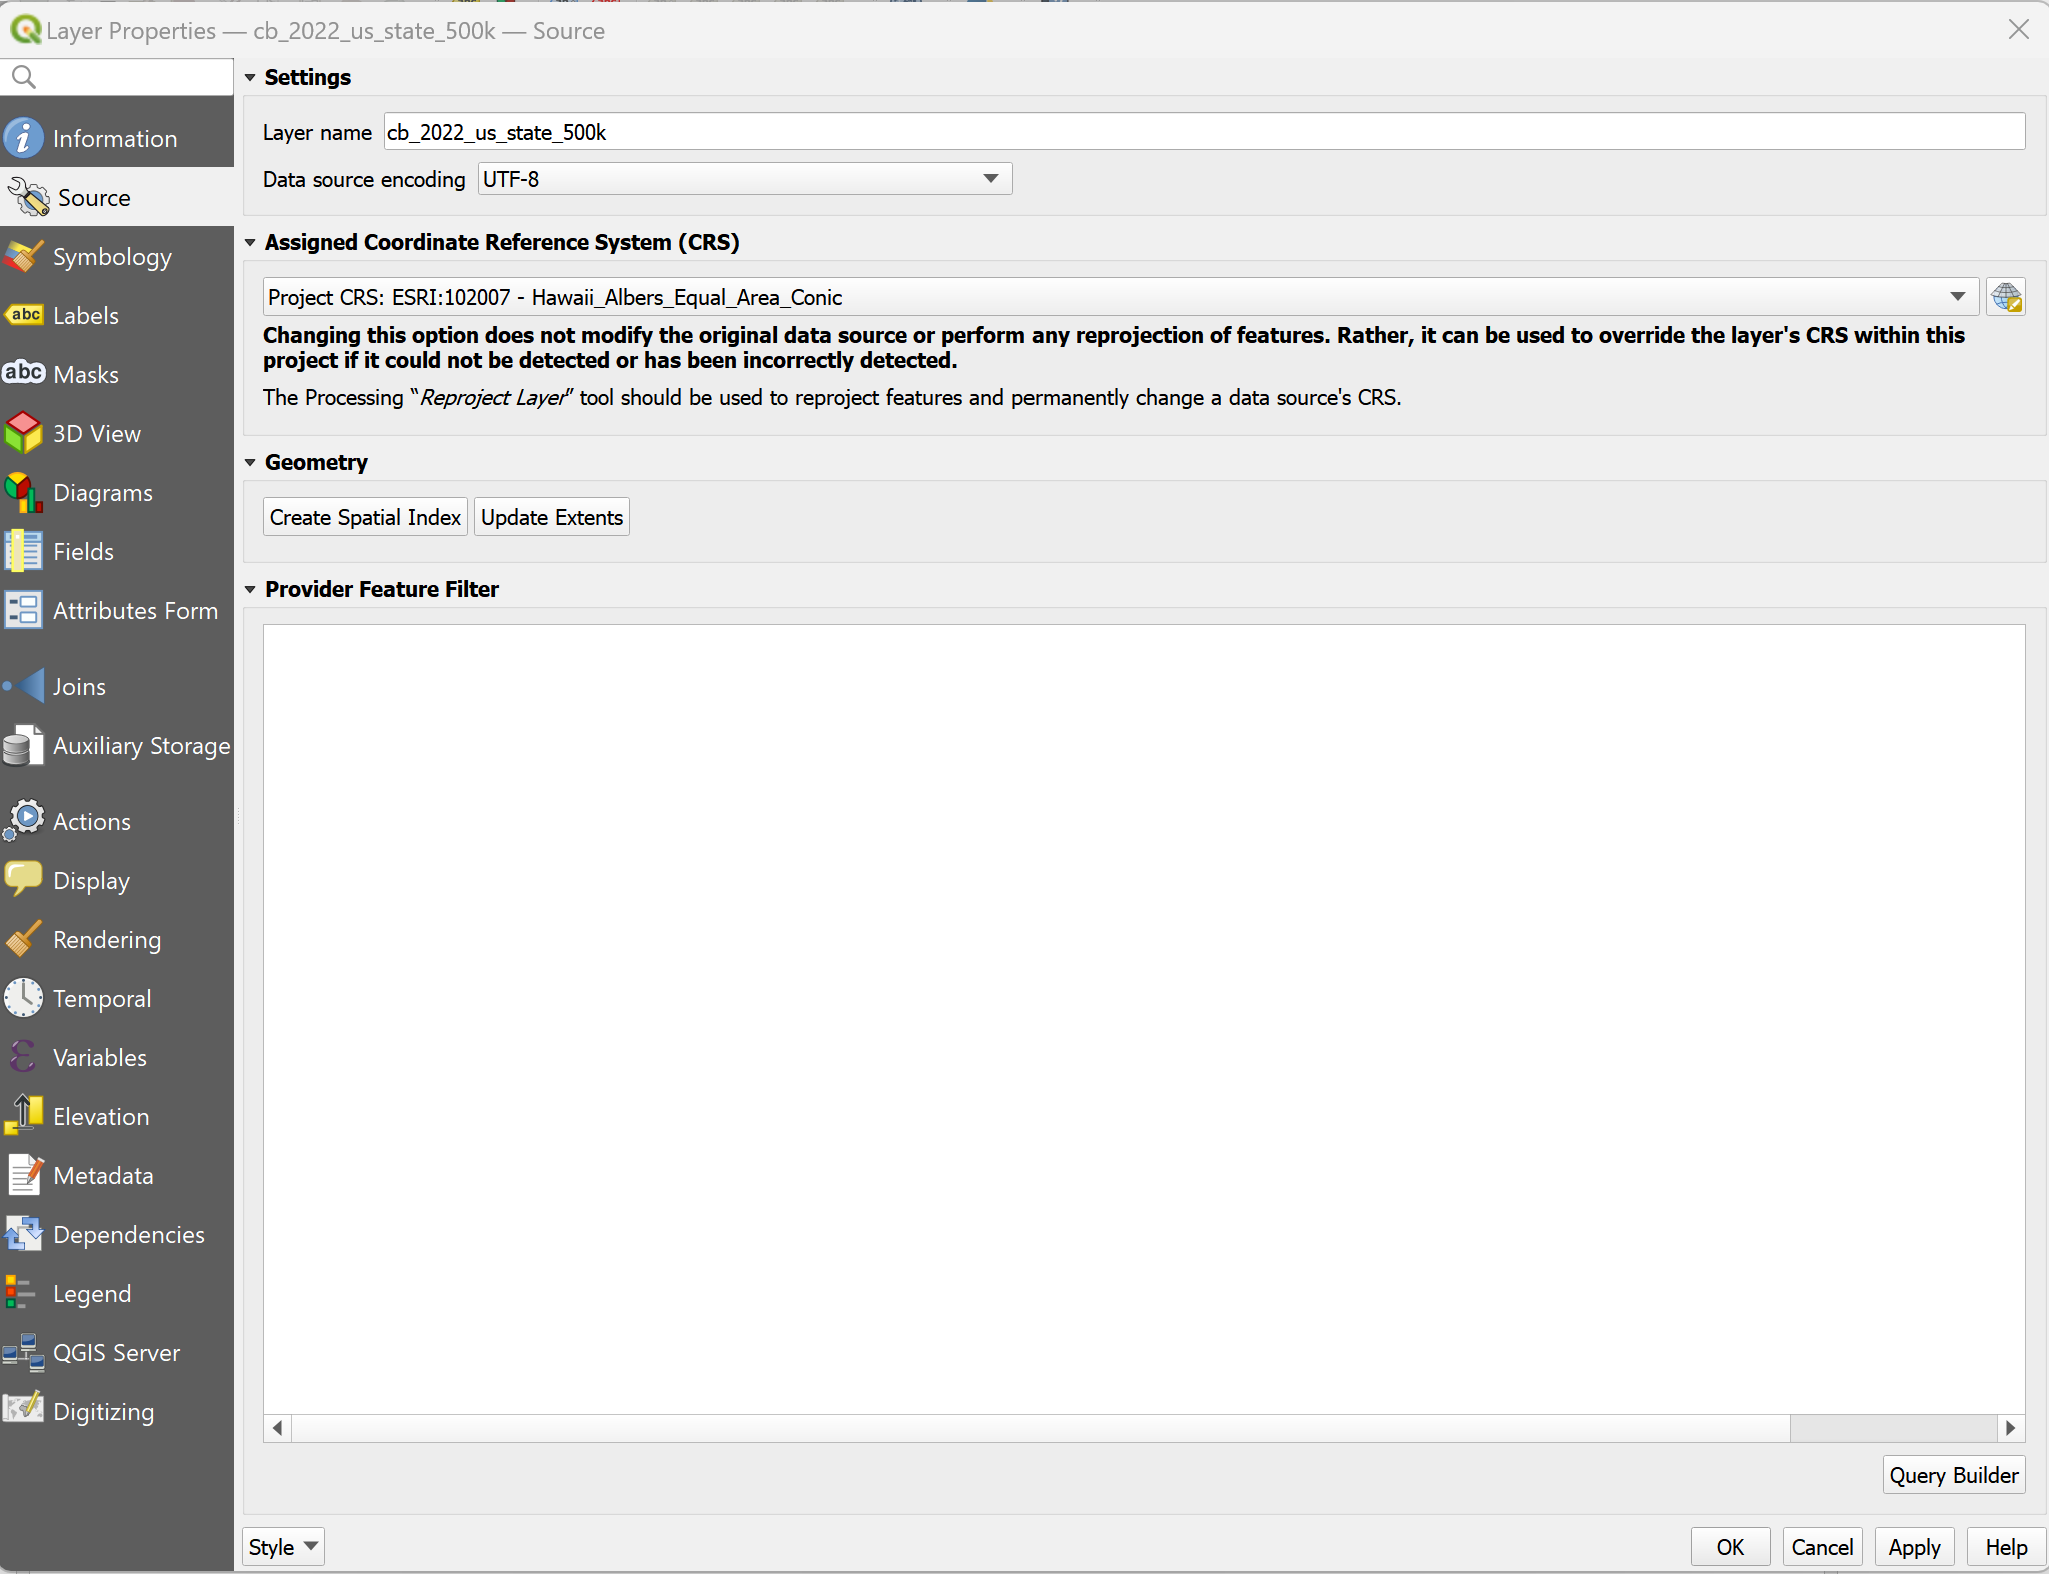 Layer Properties — cb_2022_us_state_500k — Source
Information
Source
Symbology
abc Labels
abc Masks
3D View
Diagrams
Fields
Attributes Form
Joins
Auxiliary Storage
Actions
Display
Rendering
Temporal
Variables
Elevation
Metadata
Dependencies
Legend
QGIS Server
Digitizing
Settings
Layer name cb_2022_us_state_500k
Data source encoding UTF-8
Assigned Coordinate Reference System (CRS)
Project CRS: ESRI:102007 - Hawaii_Albers_Equal_Area_Conic
Changing this option does not modify the original data source or perform any reprojection of features. Rather, it can be used to override the layer's CRS within this
project if it could not be detected or has been incorrectly detected.
The Processing “Reproject Layer” tool should be used to reproject features and permanently change a data source's CRS.
Geometry
Create Spatial Index Update Extents
Provider Feature Filter
Query Builder
Style OK Cancel Apply Help